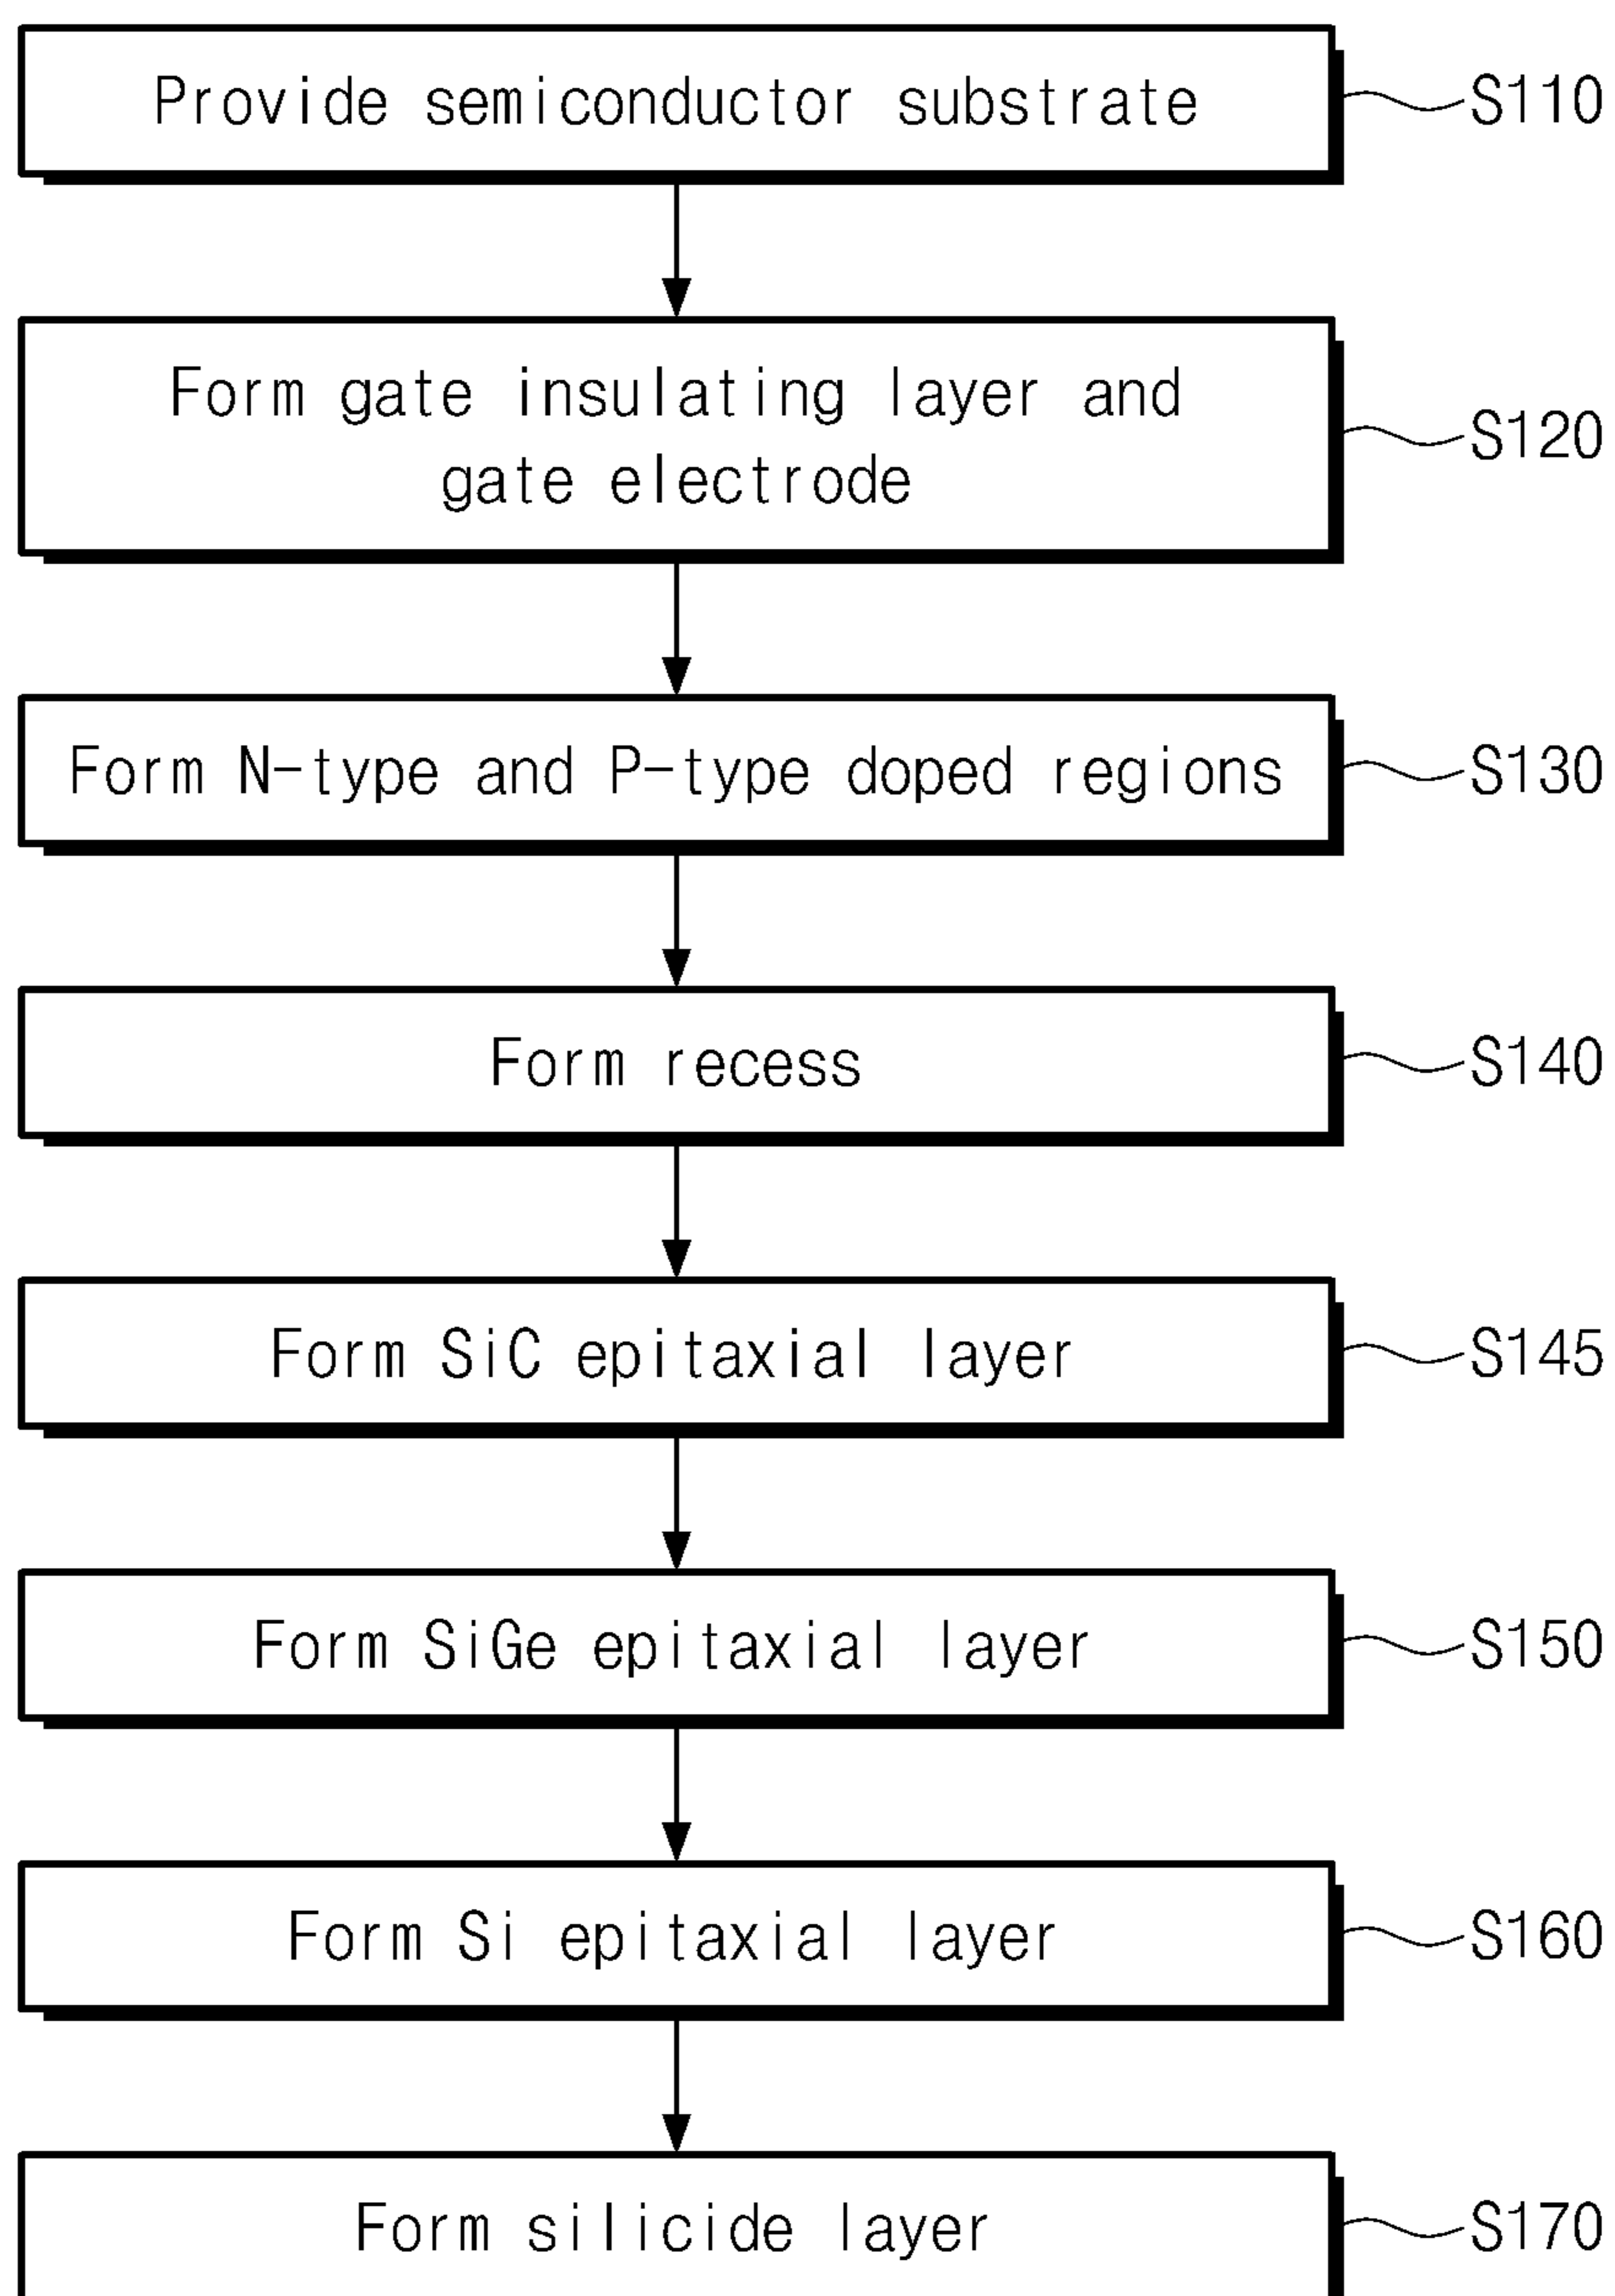 Provide semiconductor substrate
S110
Form gate insulating layer and
gate electrode
S120
Form N-type and P-type doped regions
S130
Form recess
S140
Form SiC epitaxial layer
S145
Form SiGe epitaxial layer
S150
Form Si epitaxial layer
S160
Form silicide layer
S170